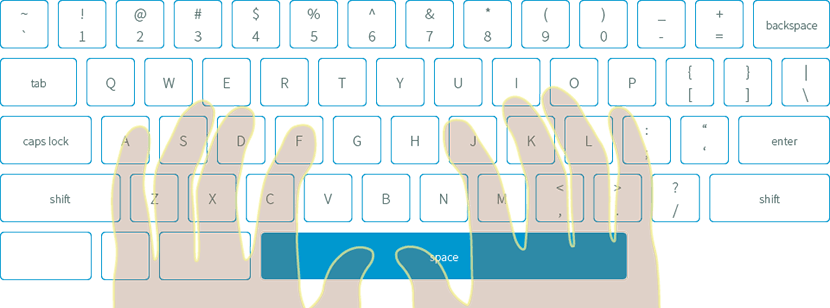 ~ ! @ # $ % ^ & * ( ) _ +
` 1 2 3 4 5 6 7 8 9 0 - = backspace
tab Q W E R T Y U I O P { [ } ] | \
caps lock A S D F G H J K L : ; “ ‘ enter
shift Z X C V B N M < , > . ? / shift
space